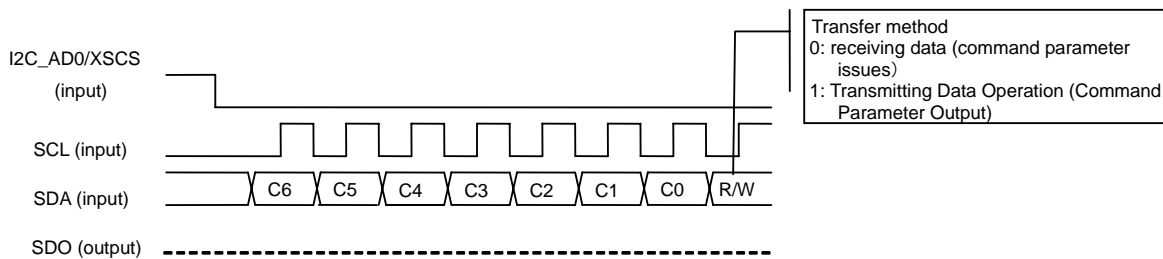 Transfer method
0: receiving data (command parameter
issues）
1: Transmitting Data Operation (Command
Parameter Output)
I2C_AD0/XSCS
(input)
SCL (input)
SDA (input)
C6 C5 C4 C3 C2 C1 C0 R/W
SDO (output)